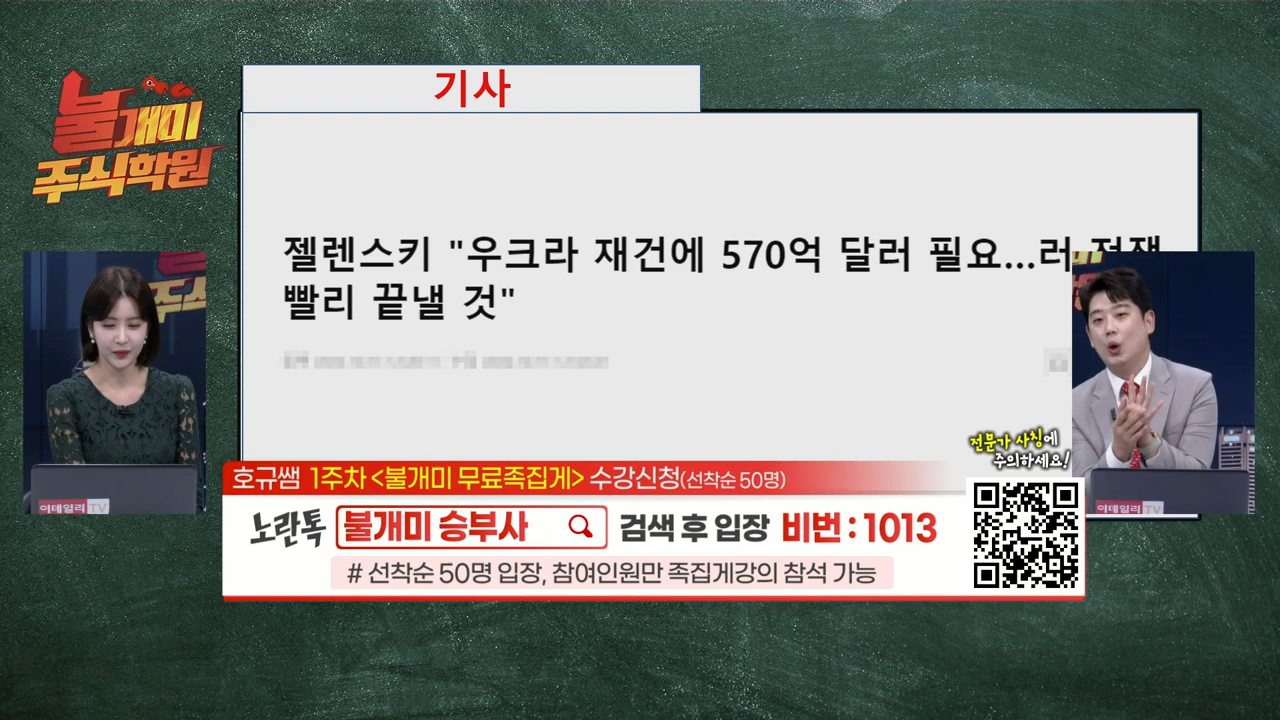 기사
불개미
주식학원
젤렌스키 "우크라 재건에 570억 달러 필요...러
빨리 끝낼 것"
전문가 사칭에
주의하세요!
이데일리TV
이데일리TV
호규쌤 1주차 <불개미 무료족집게> 수강신청(선착순 50명)
노란톡 불개미 승부사 검색 후 입장 비번 : 1013
# 선착순 50명 입장, 참여인원만 족집게강의 참석 가능